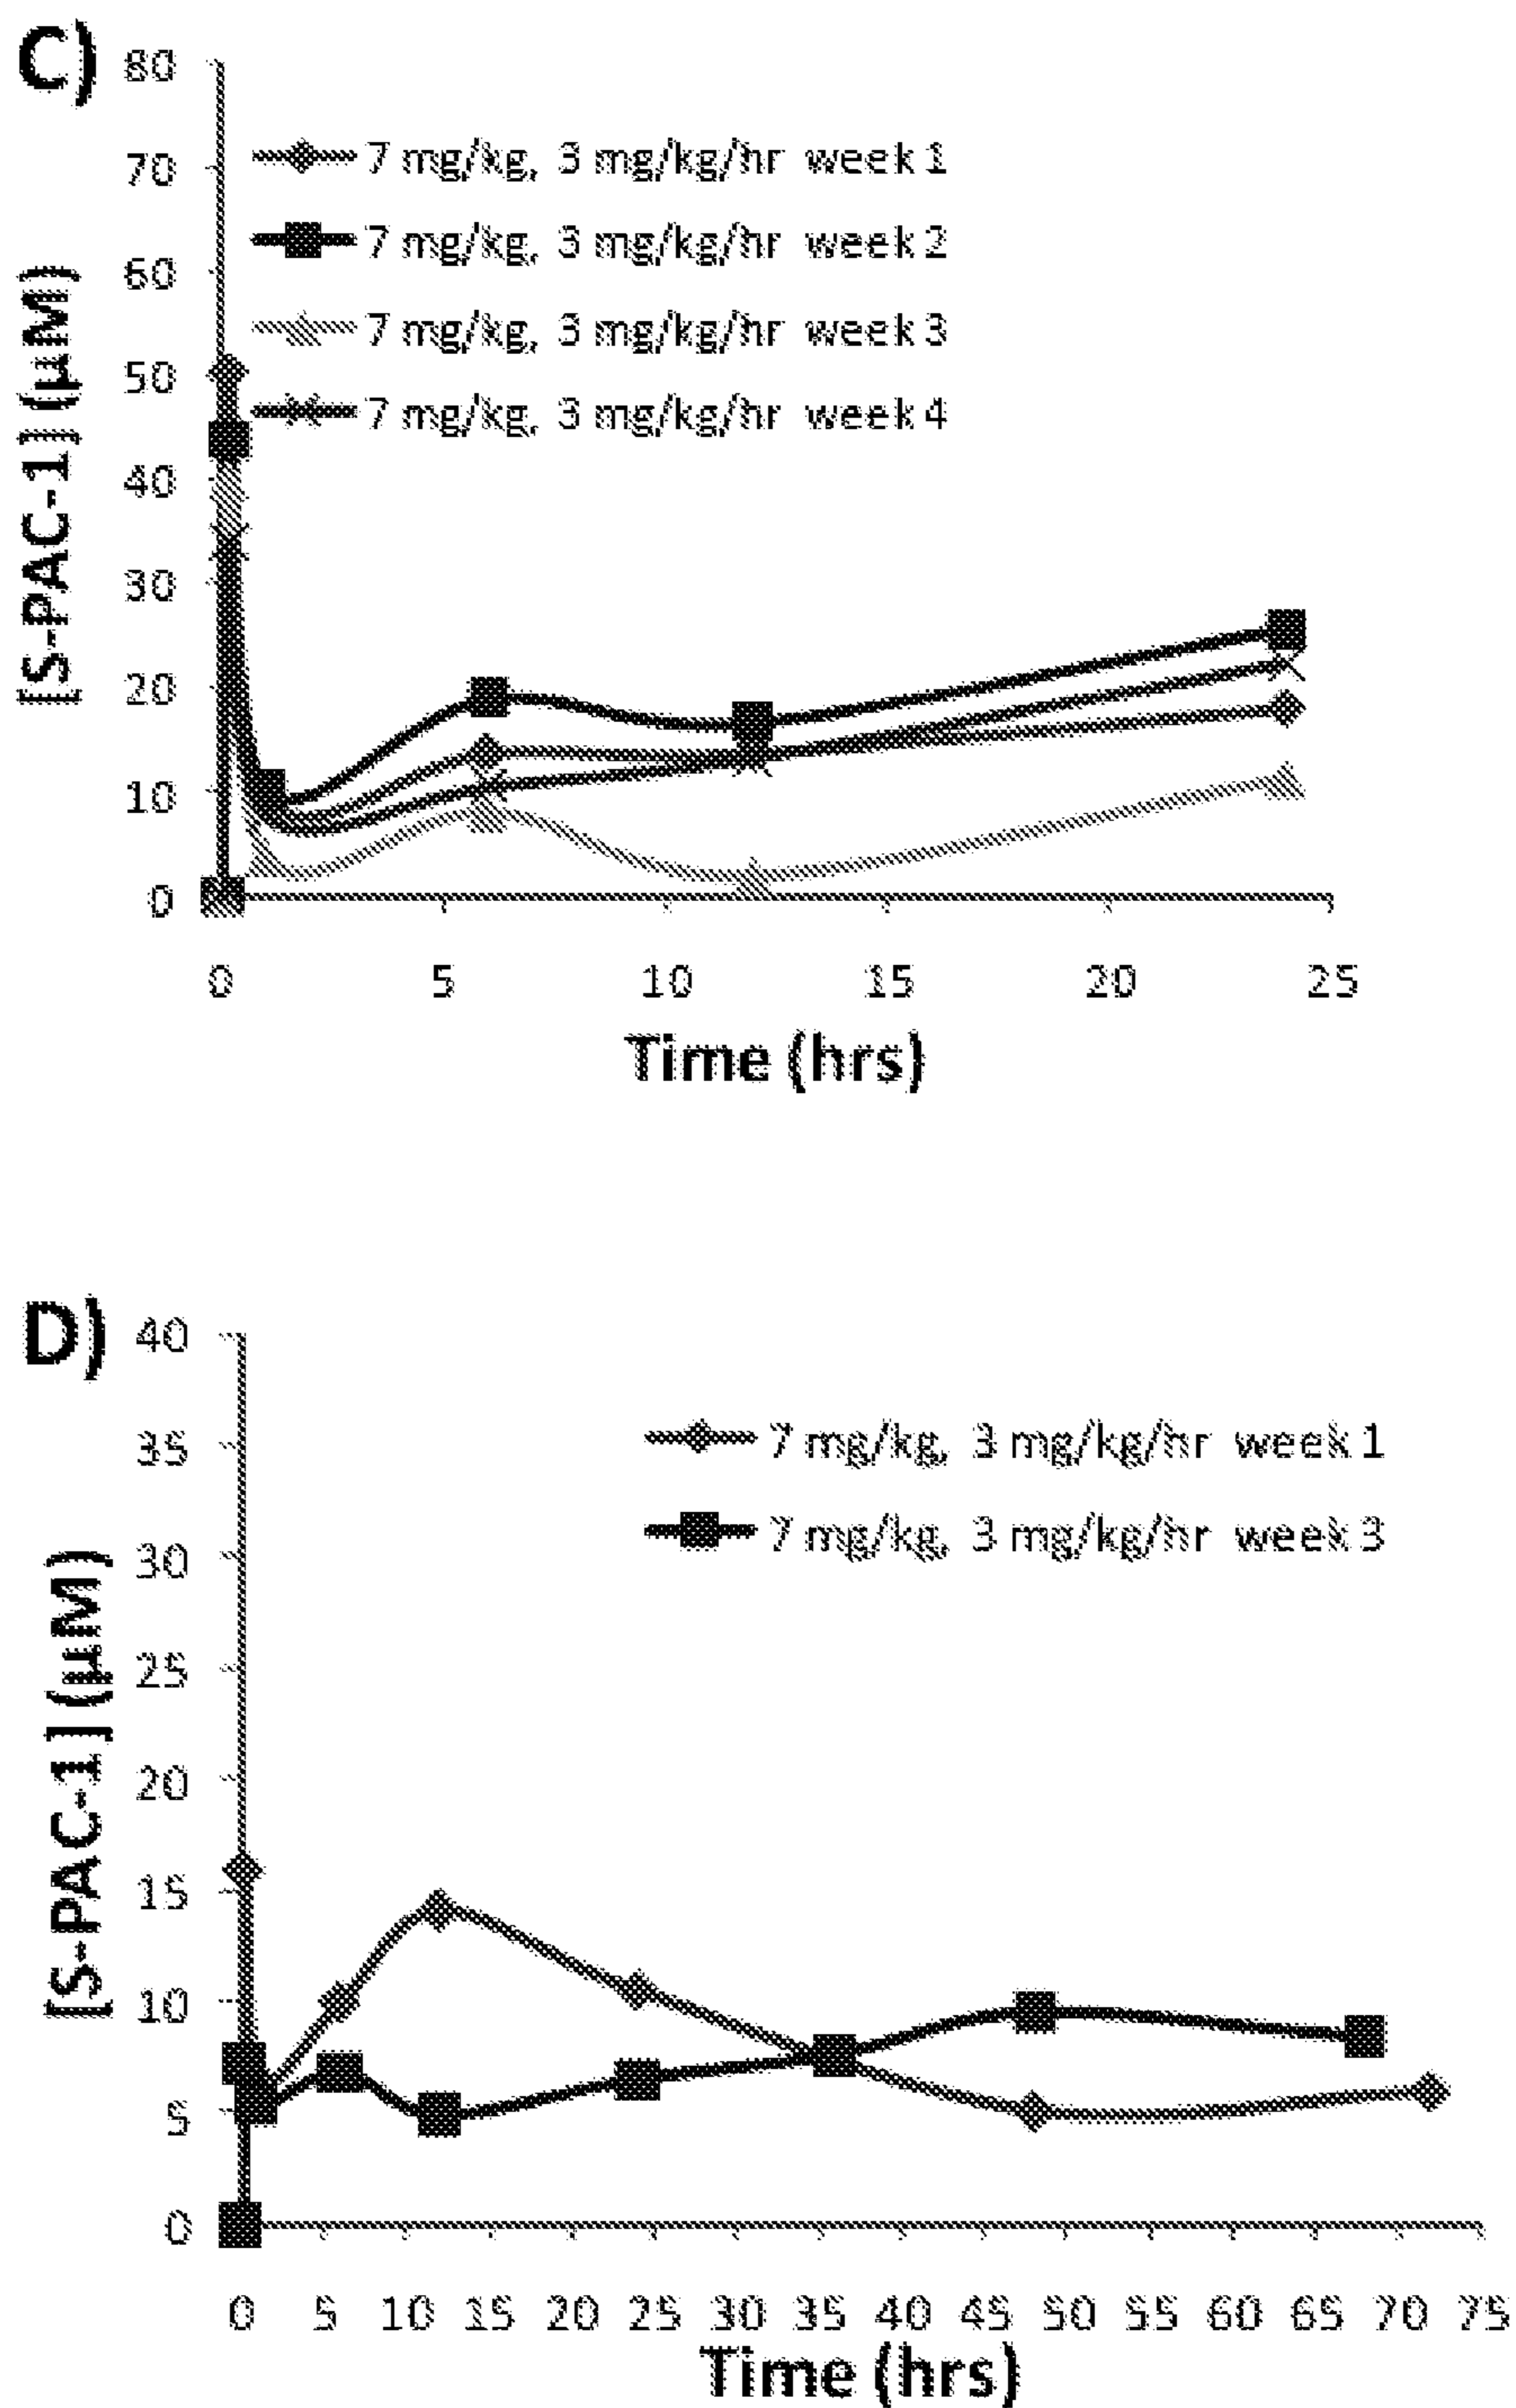 C)
80
70
60
50
40
30
20
10
0
[S-PAC-1] (µM)
7 mg/kg, 3 mg/kg/hr week 1
7 mg/kg, 3 mg/kg/hr week 2
7 mg/kg, 3 mg/kg/hr week 3
7 mg/kg, 3 mg/kg/hr week 4
0 5 10 15 20 25
Time (hrs)
D)
40
35
30
25
20
15
10
5
0
[S-PAC-1] (µM)
7 mg/kg, 3 mg/kg/hr week 1
7 mg/kg, 3 mg/kg/hr week 3
0 5 10 15 20 25 30 35 40 45 50 55 60 65 70 75
Time (hrs)